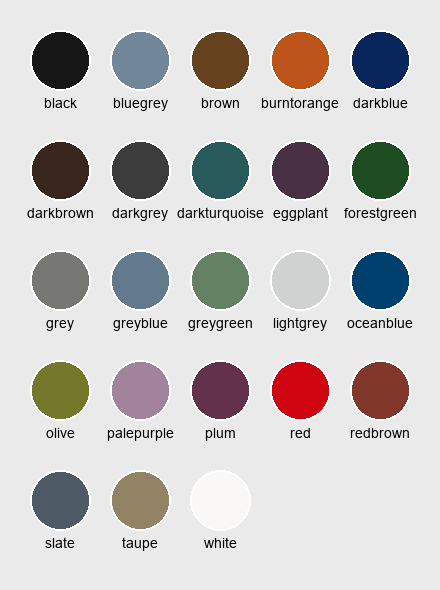 black bluegrey brown burntorange darkblue
darkbrown darkgrey darkturquoise eggplant forestgreen
grey greyblue greygreen lightgrey oceanblue
olive palepurple plum red redbrown
slate taupe white